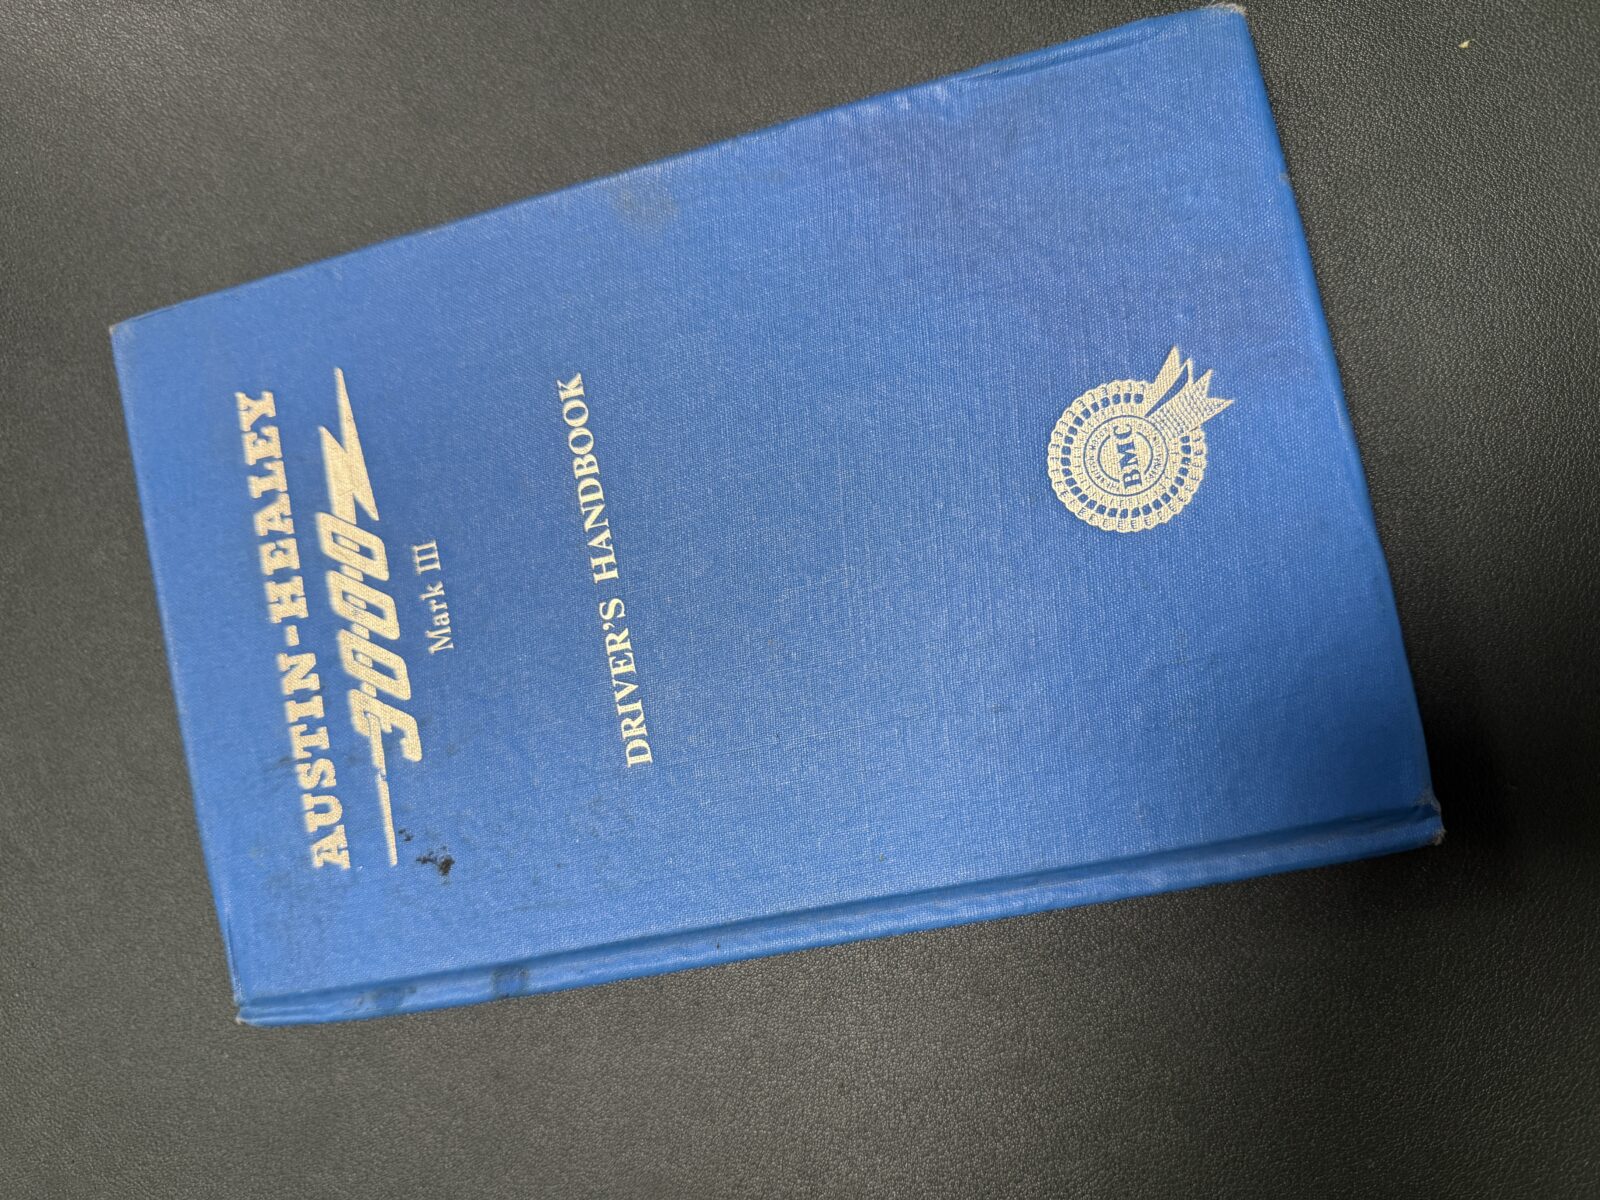 AUSTIN-HEALEY
3000
Mark III
DRIVER'S HANDBOOK
BMC